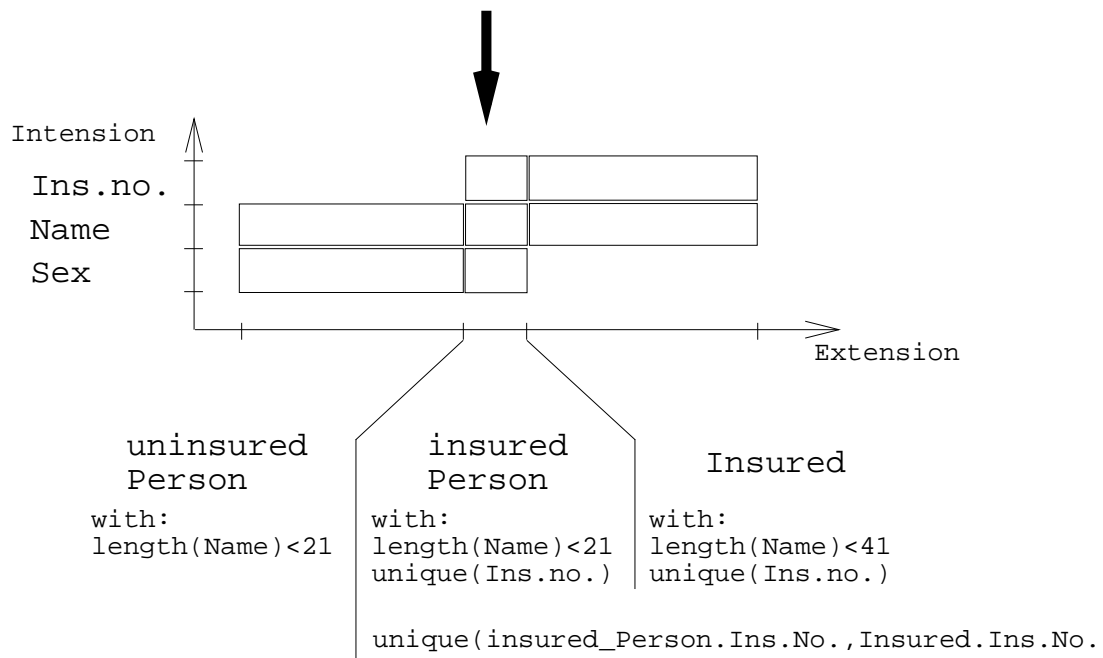 Intension
Ins.no.
Name
Sex
Extension
uninsured
Person
with:
length(Name)<21
insured
Person
with:
length(Name)<21
unique(Ins.no.)
Insured
with:
length(Name)<41
unique(Ins.no.)
unique(insured_Person.Ins.No.,Insured.Ins.No.